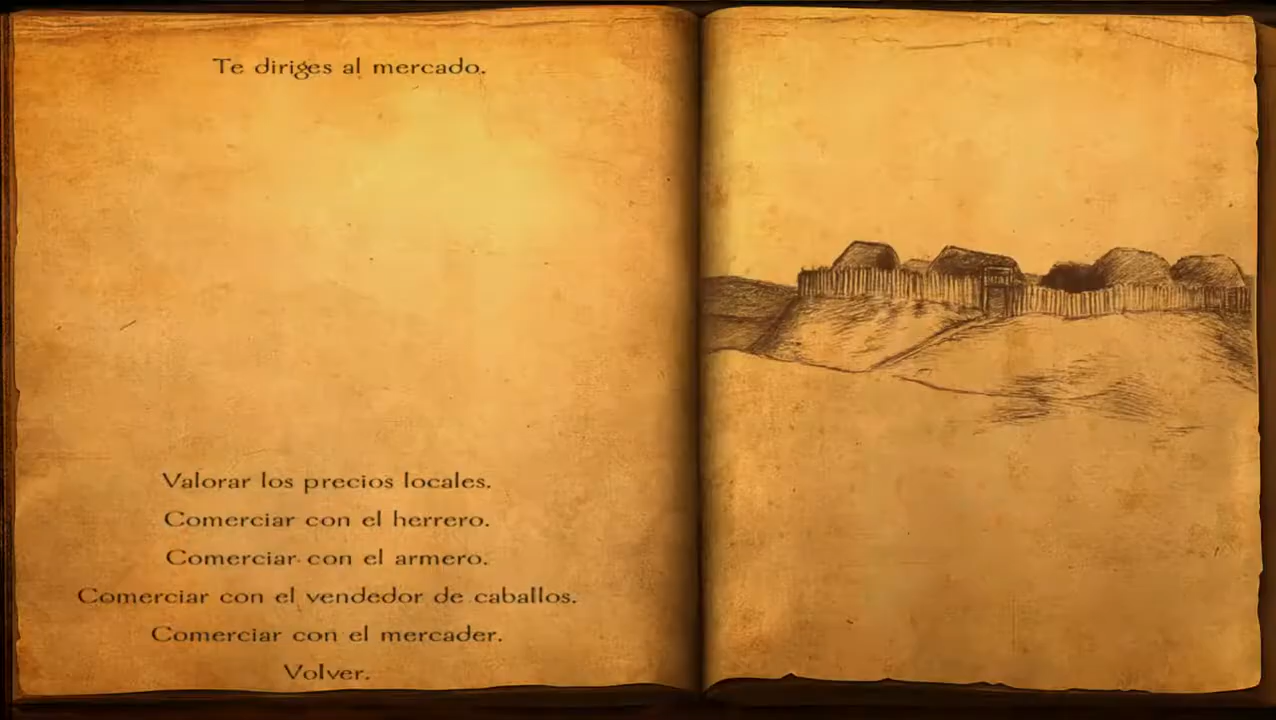 Te diriges al mercado.
Valorar los precios locales.
Comerciar con el herrero.
Comerciar con el armero.
Comerciar con el vendedor de caballos.
Comerciar con el mercader.
Volver.